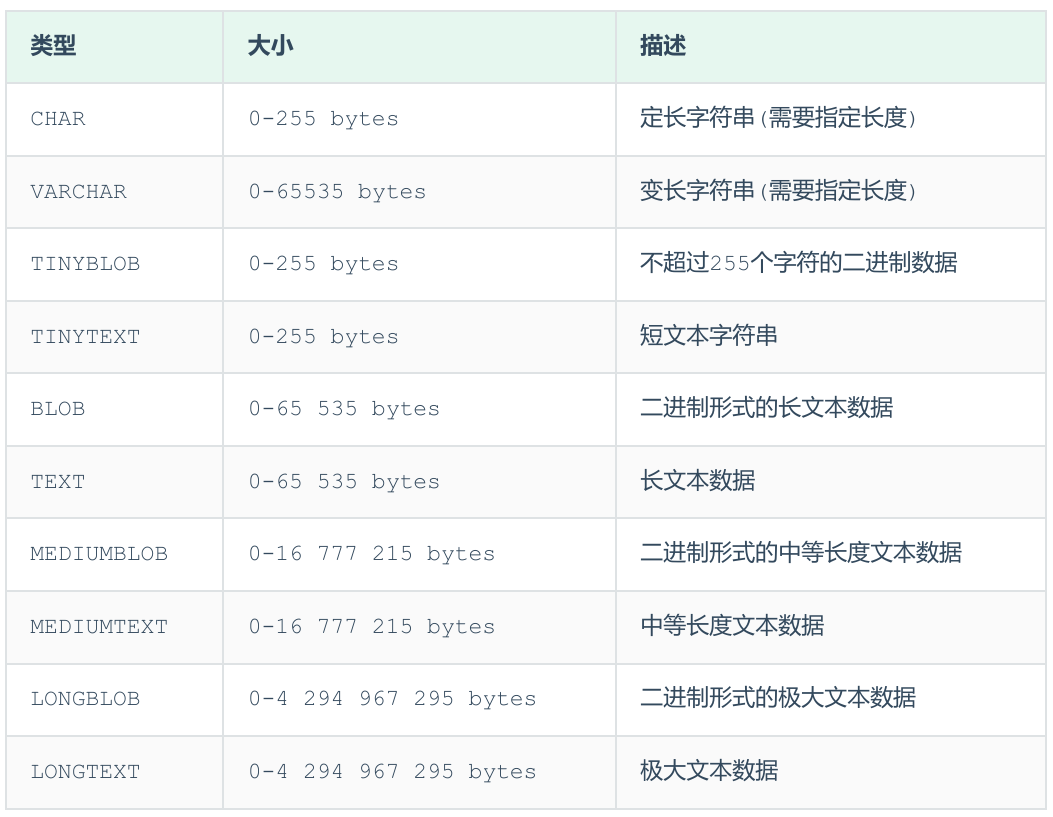 类型 大小 描述
CHAR 0-255 bytes 定长字符串(需要指定长度)
VARCHAR 0-65535 bytes 变长字符串(需要指定长度)
TINYBLOB 0-255 bytes 不超过255个字符的二进制数据
TINYTEXT 0-255 bytes 短文本字符串
BLOB 0-65 535 bytes 二进制形式的长文本数据
TEXT 0-65 535 bytes 长文本数据
MEDIUMBLOB 0-16 777 215 bytes 二进制形式的中等长度文本数据
MEDIUMTEXT 0-16 777 215 bytes 中等长度文本数据
LONGBLOB 0-4 294 967 295 bytes 二进制形式的极大文本数据
LONGTEXT 0-4 294 967 295 bytes 极大文本数据